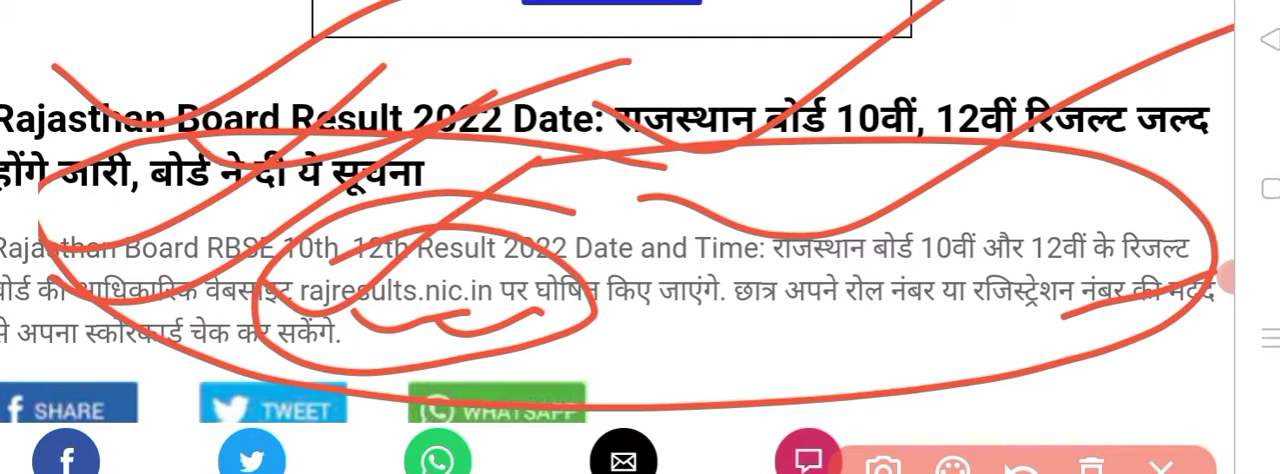 Rajasthan Board Result 2022 Date: राजस्थान बोर्ड 10वीं, 12वीं रिजल्ट जल्द
होंगे जारी, बोर्ड ने दी ये सूचना
Rajasthan Board RBSE 10th, 12th Result 2022 Date and Time: राजस्थान बोर्ड 10वीं और 12वीं के रिजल्ट
बोर्ड की आधिकारिक वेबसाइट rajresults.nic.in पर घोषित किए जाएंगे. छात्र अपने रोल नंबर या रजिस्ट्रेशन नंबर की मदद
से अपना स्कोरकार्ड चेक कर सकेंगे.
SHARE TWEET WHATSAPP